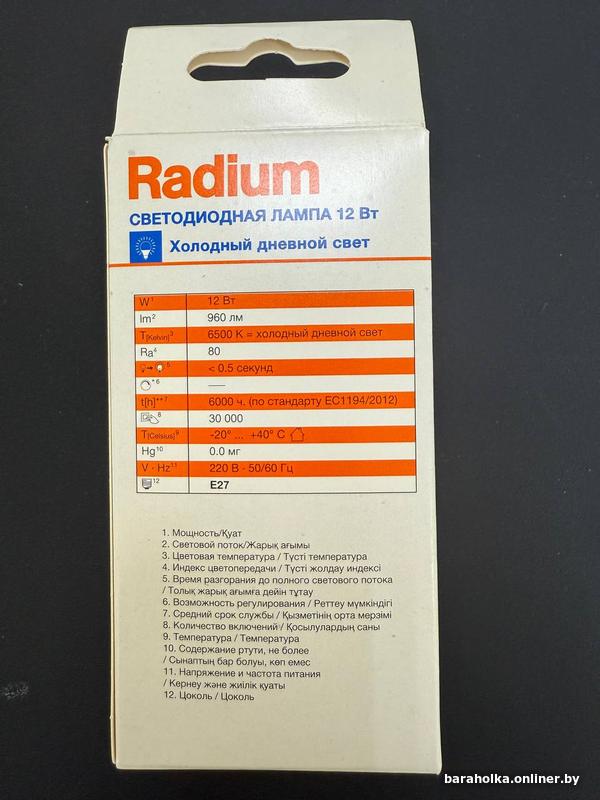 Radium
СВЕТОДИОДНАЯ ЛАМПА 12 Вт
Холодный дневной свет
W¹ 12 Вт
lm² 960 лм
T[Kelvin]³ 6500 K = холодный дневной свет
Ra⁴ 80
5 < 0.5 секунд
* 6 —
t[h]**⁷ 6000 ч. (по стандарту ЕС1194/2012)
8 30 000
T[Celsius]⁹ -20° ... +40° C
Hg¹⁰ 0.0 мг
V · Hz¹¹ 220 В - 50/60 Гц
12 E27
1. Мощность/Қуат
2. Световой поток/Жарық ағымы
3. Цветовая температура / Түсті температура
4. Индекс цветопередачи / Түсті жолдау индексі
5. Время разгорания до полного светового потока
/ Толық жарық ағымға дейін тұтау
6. Возможность регулирования / Реттеу мүмкіндігі
7. Средний срок службы / Қызметінің орта мерзімі
8. Количество включений / Қосылулардың саны
9. Температура / Температура
10. Содержание ртути, не более
/ Сынаптың бар болуы, көп емес
11. Напряжение и частота питания
/ Кернеу және жиілік қуаты
12. Цоколь / Цоколь
baraholka.onliner.by